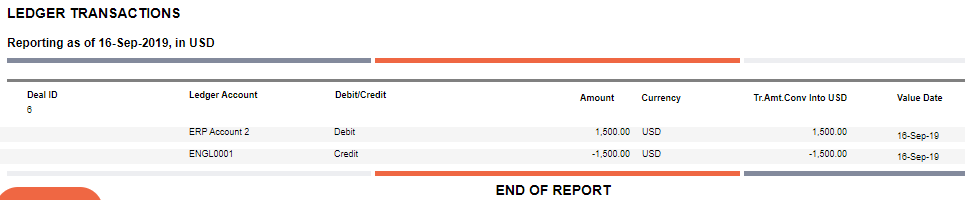 LEDGER TRANSACTIONS
Reporting as of 16-Sep-2019, in USD
Deal ID Ledger Account Debit/Credit Amount Currency Tr.Amt.Conv Into USD Value Date
6
ERP Account 2 Debit 1,500.00 USD 1,500.00 16-Sep-19
ENGL0001 Credit -1,500.00 USD -1,500.00 16-Sep-19
END OF REPORT